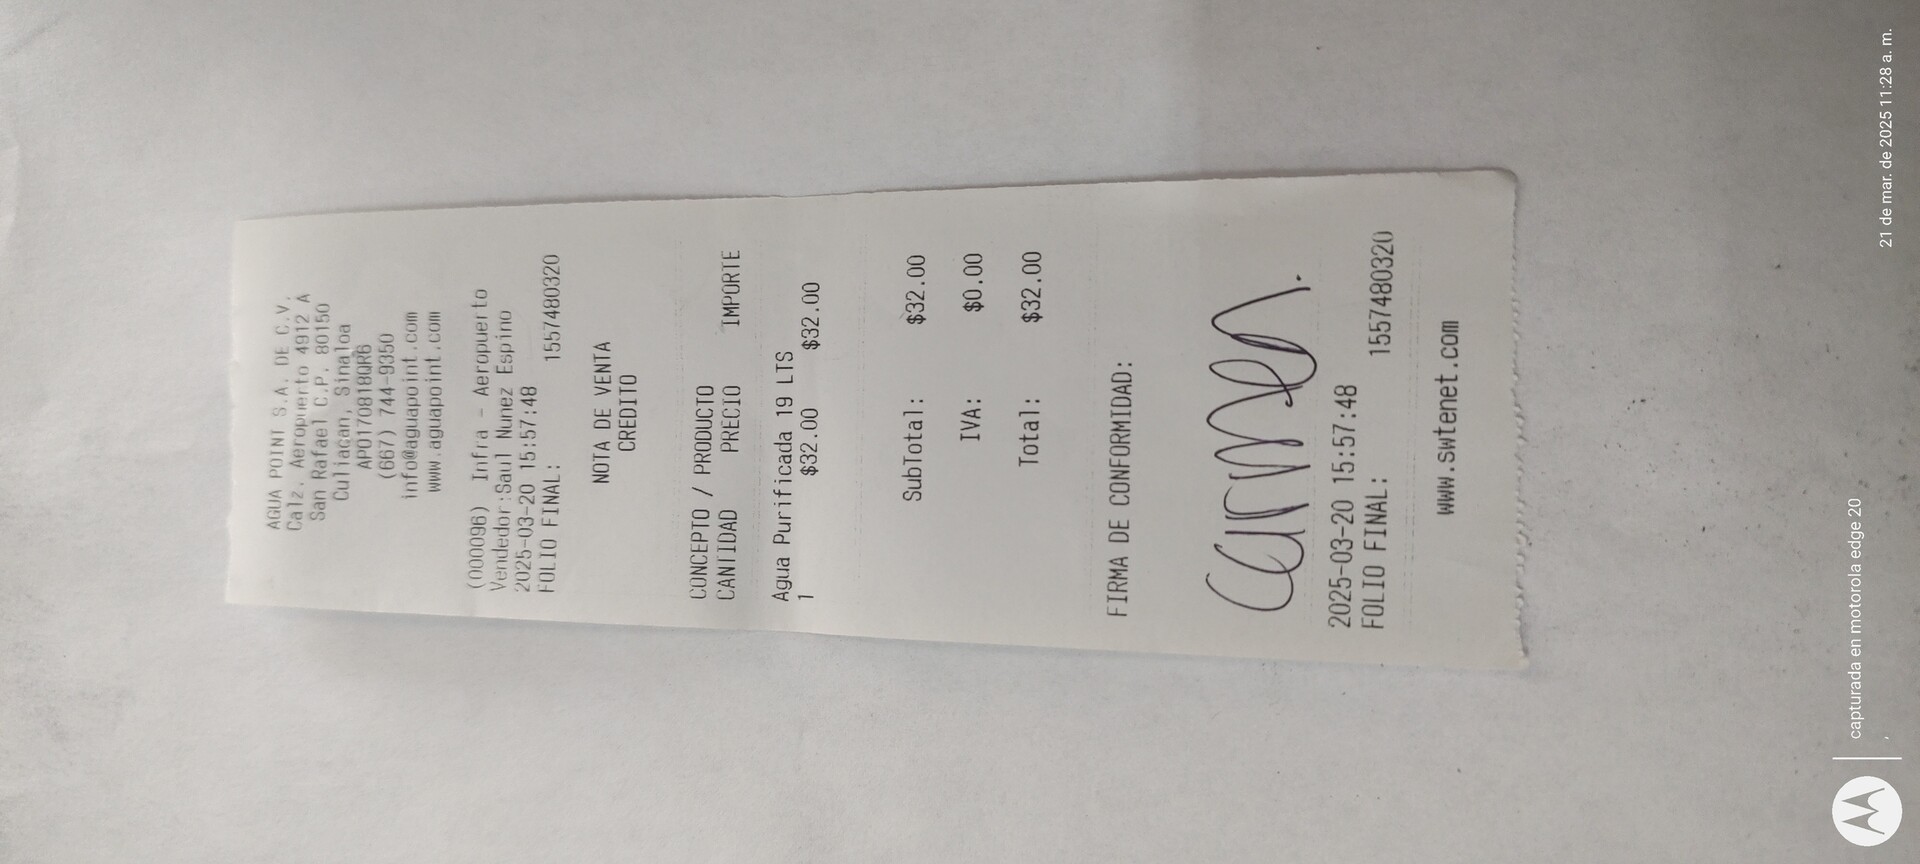 AGUA POINT S.A. DE C.V.
Calz. Aeropuerto 4912 A
San Rafael C.P. 80150
Culiacan, Sinaloa
APO170818QR6
(667) 744-9350
info@aguapoint.com
www.aguapoint.com
(000096) Infra - Aeropuerto
Vendedor:Saul Nunez Espino
2025-03-20 15:57:48
FOLIO FINAL: 1557480320
NOTA DE VENTA
CREDITO
CONCEPTO / PRODUCTO
CANTIDAD PRECIO IMPORTE
Agua Purificada 19 LTS
1 $32.00 $32.00
SubTotal: $32.00
IVA: $0.00
Total: $32.00
FIRMA DE CONFORMIDAD:
Carmen.
2025-03-20 15:57:48
FOLIO FINAL: 1557480320
www.swtenet.com
capturada en motorola edge 20
,
21 de mar. de 2025 11:28 a. m.